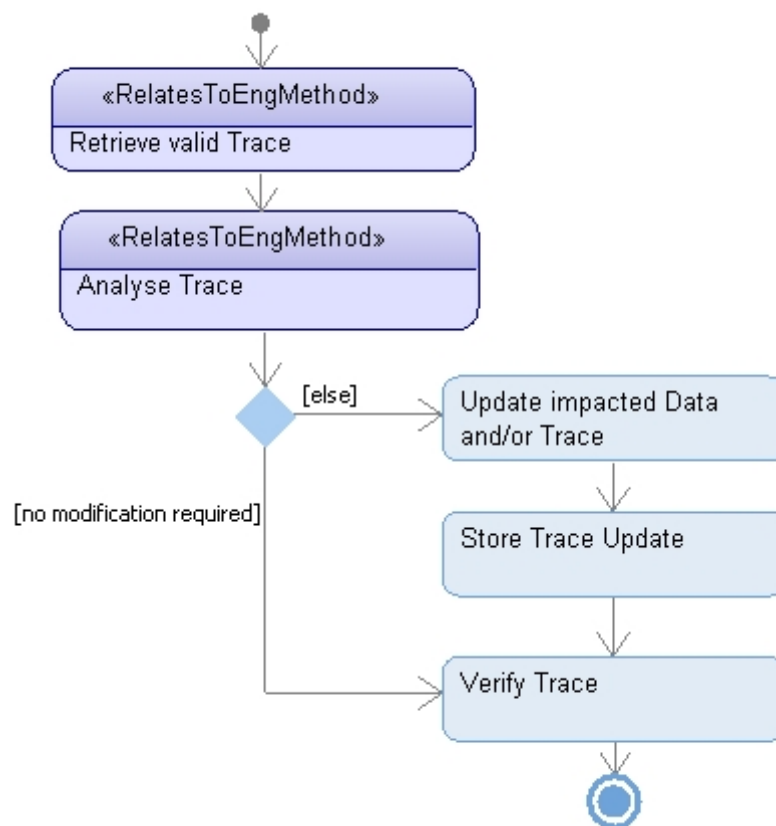 «RelatesToEngMethod»
Retrieve valid Trace
«RelatesToEngMethod»
Analyse Trace
[else]
Update impacted Data
and/or Trace
[no modification required]
Store Trace Update
Verify Trace